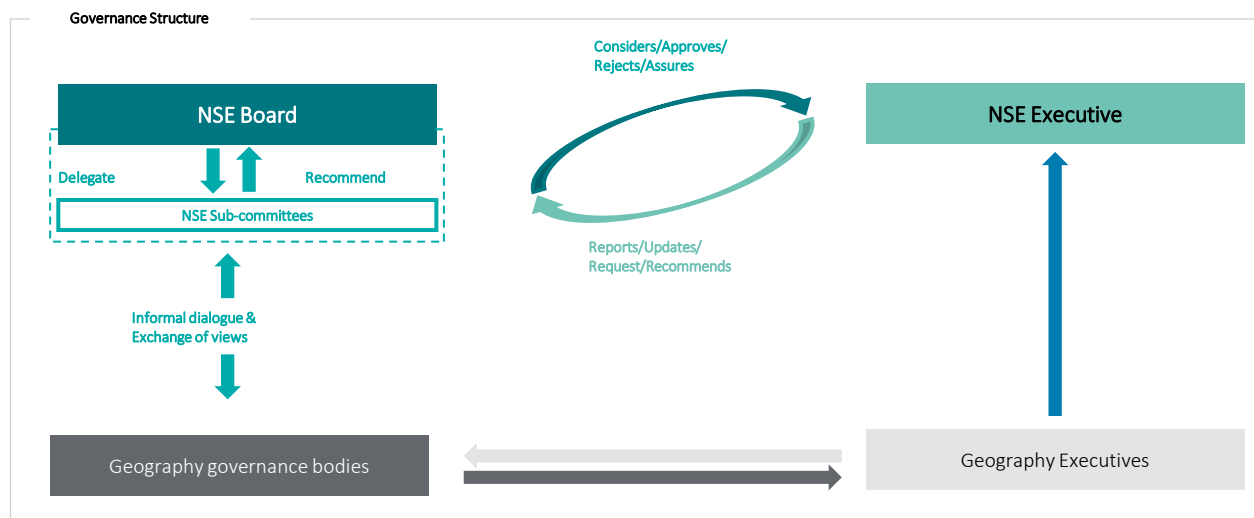 Governance Structure
Considers/Approves/
Rejects/Assures
NSE Board
NSE Executive
Delegate
Recommend
NSE Sub-committees
Reports/Updates/
Request/Recommends
Informal dialogue &
Exchange of views
Geography governance bodies
Geography Executives